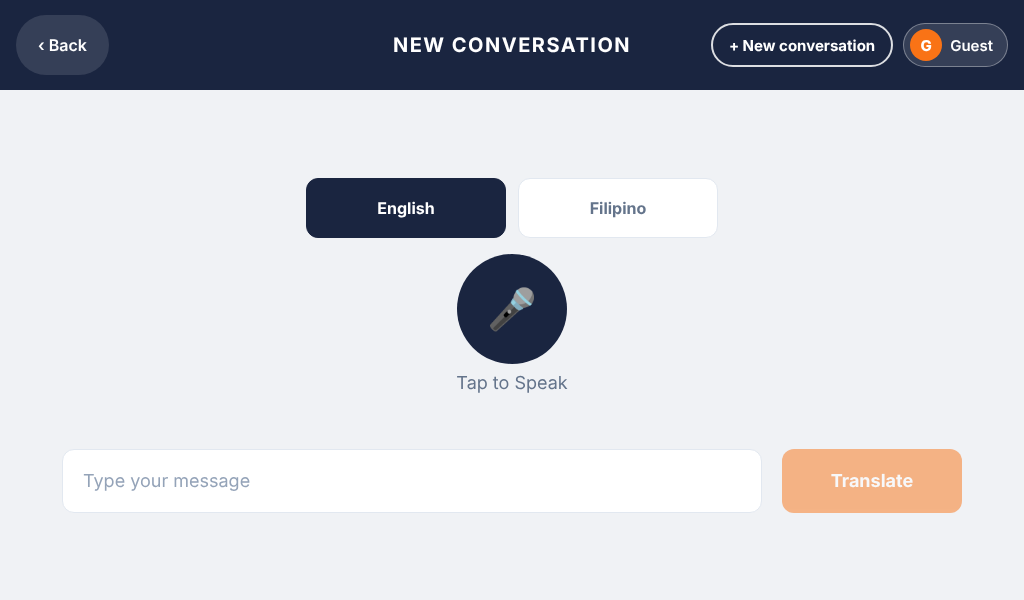 ‹ Back
NEW CONVERSATION
+ New conversation
G
Guest
English
Filipino
Tap to Speak
Type your message
Translate